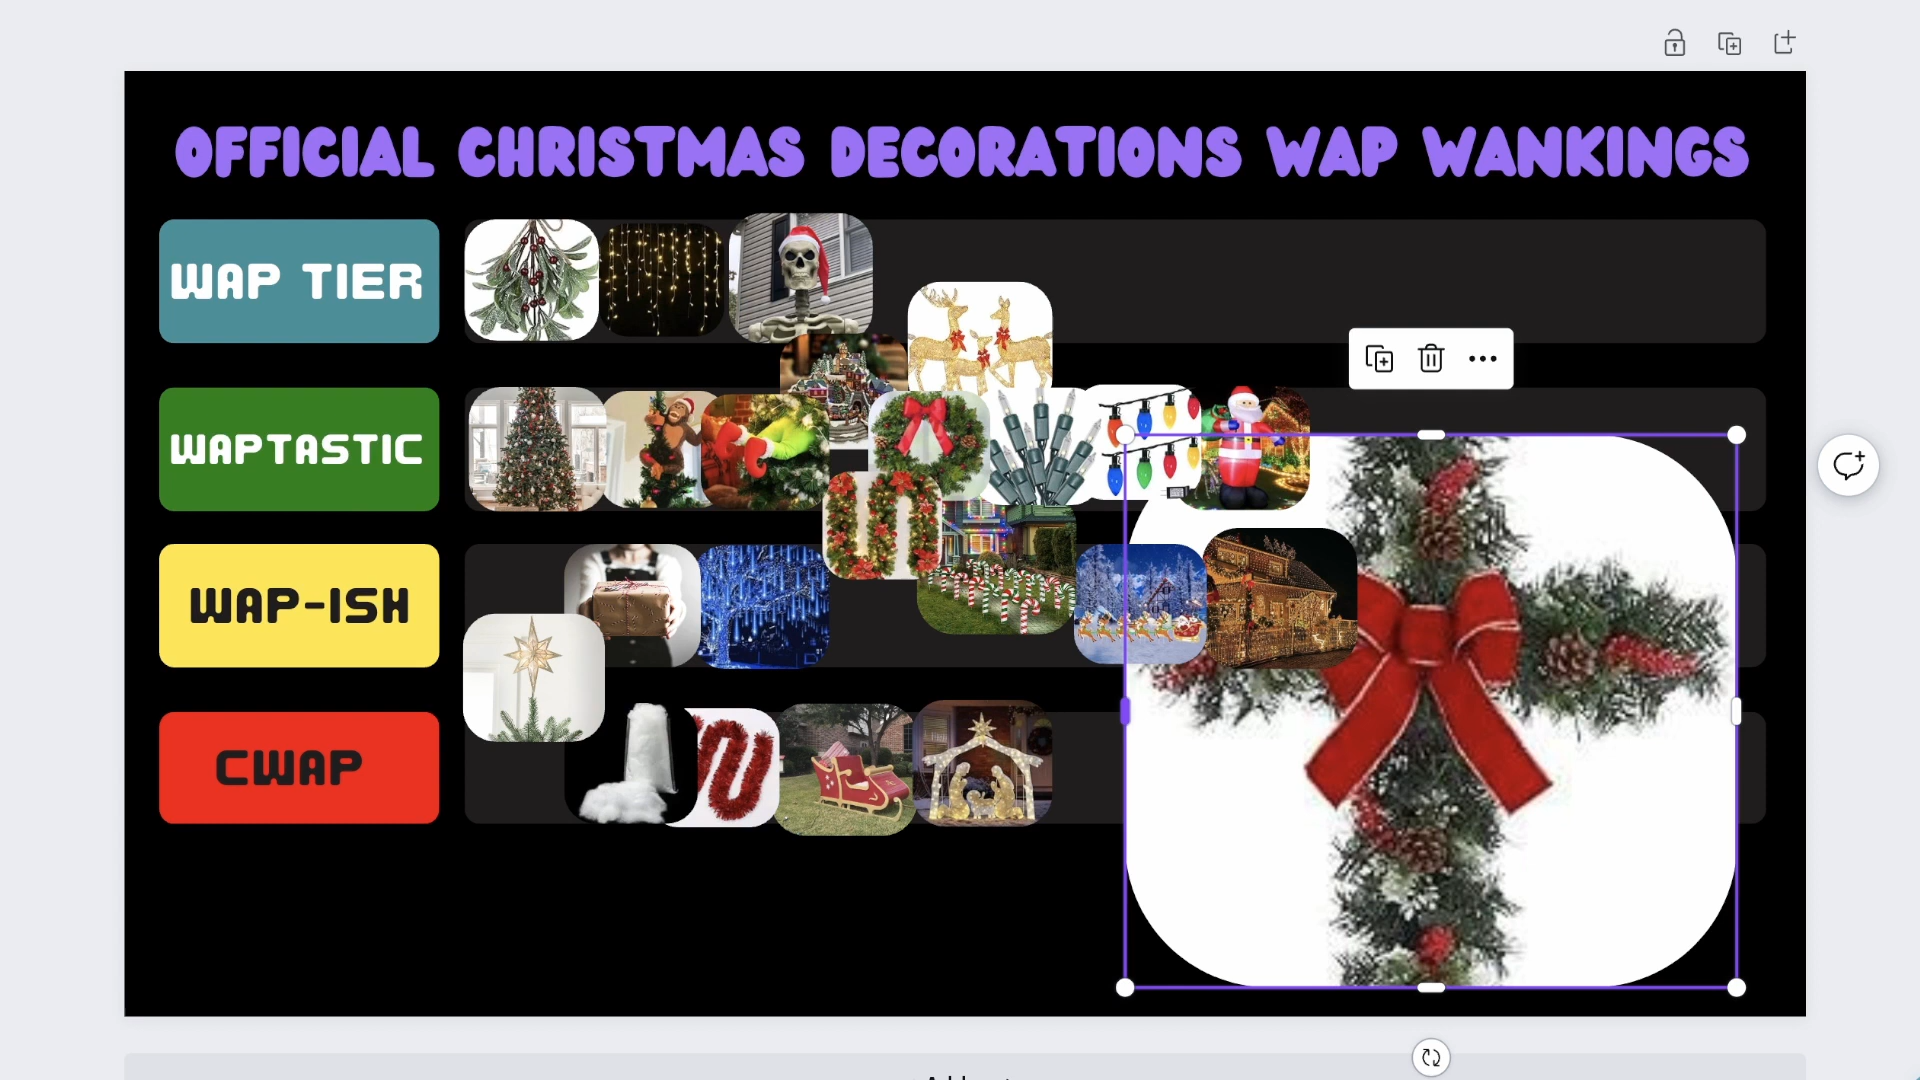 OFFICIAL CHRISTMAS DECORATIONS WAP WANKINGS
WAP TIER
WAPTASTIC
WAP-ISH
CWAP